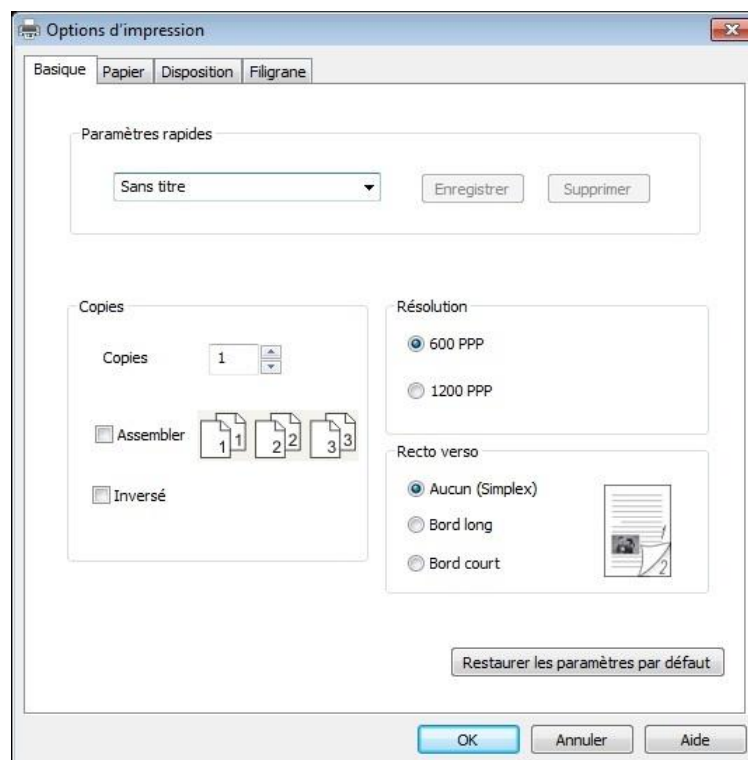 Options d'impression
Basique Papier Disposition Filigrane
Paramètres rapides
Sans titre Enregistrer Supprimer
Copies
Copies 1
Assembler 1 1 2 2 3 3
Inversé
Résolution
600 PPP
1200 PPP
Recto verso
Aucun (Simplex)
Bord long
Bord court
1
2
Restaurer les paramètres par défaut
OK Annuler Aide